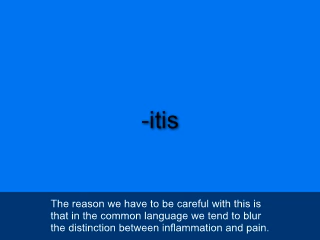 -itis
The reason we have to be careful with this is
that in the common language we tend to blur
the distinction between inflammation and pain.